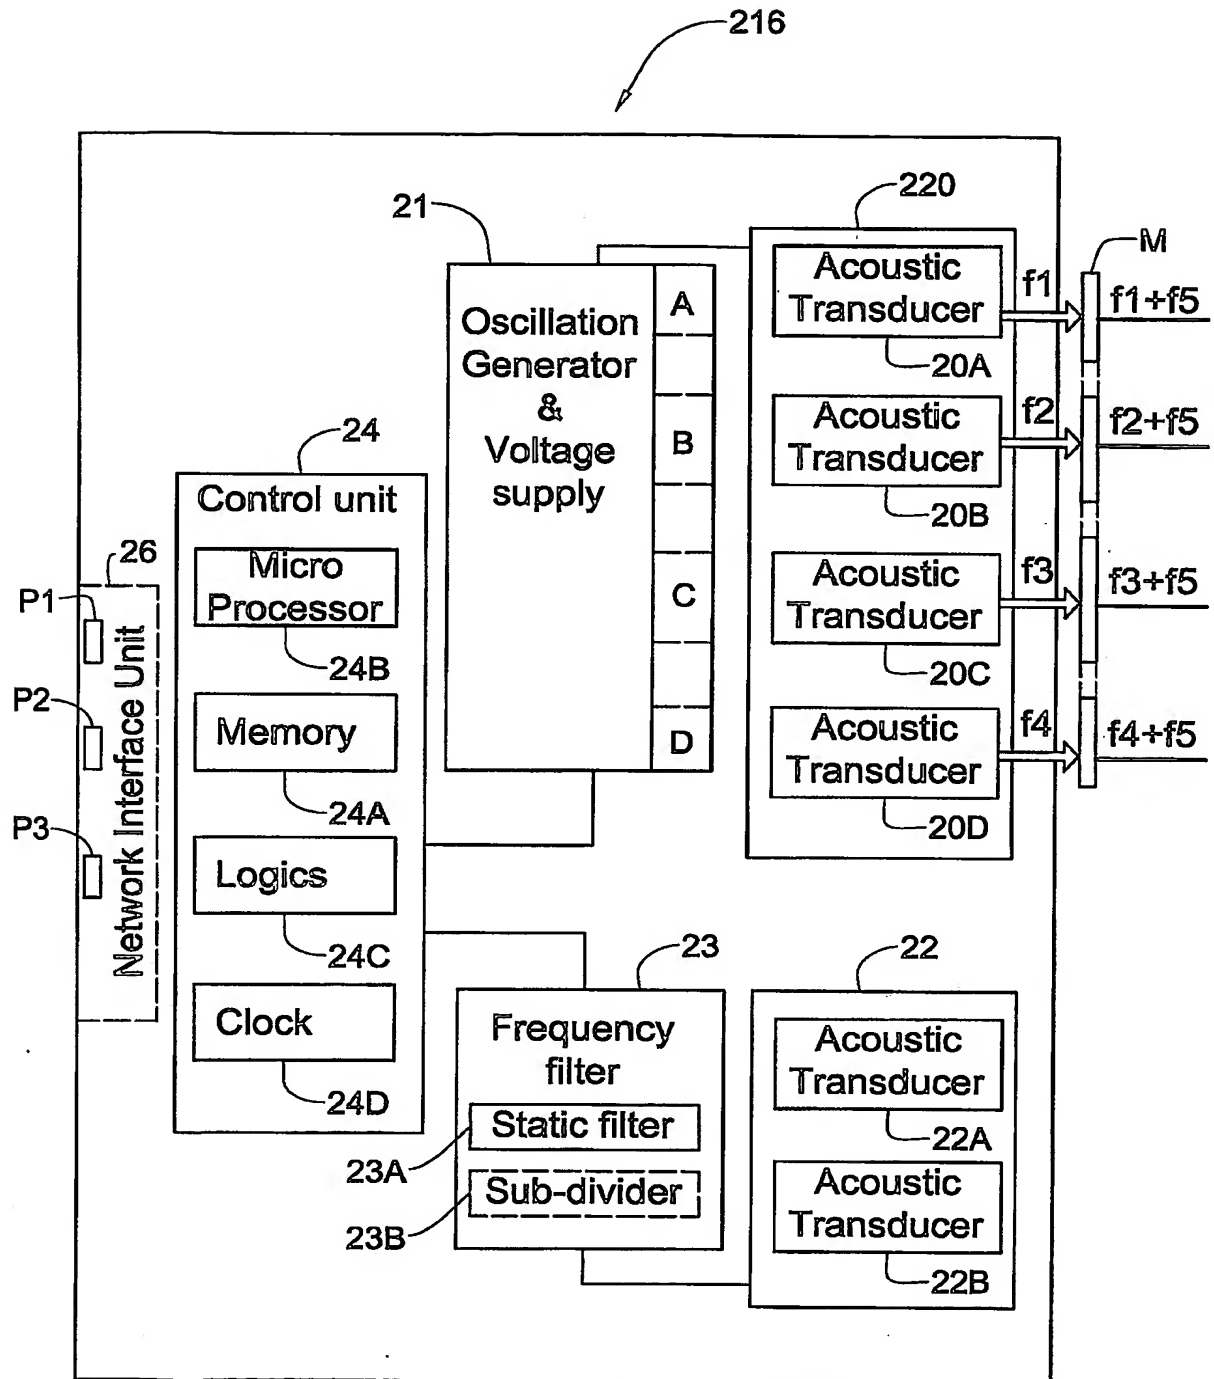 216
21
220
M
Oscillation
Generator
&
Voltage
supply
A
B
C
D
Acoustic
Transducer
20A
f1
f1+f5
Acoustic
Transducer
20B
f2
f2+f5
Acoustic
Transducer
20C
f3
f3+f5
Acoustic
Transducer
20D
f4
f4+f5
24
Control unit
Micro
Processor
24B
Memory
24A
Logics
24C
Clock
24D
26
Network Interface Unit
P1
P2
P3
23
Frequency
filter
Static filter
23A
Sub-divider
23B
22
Acoustic
Transducer
22A
Acoustic
Transducer
22B